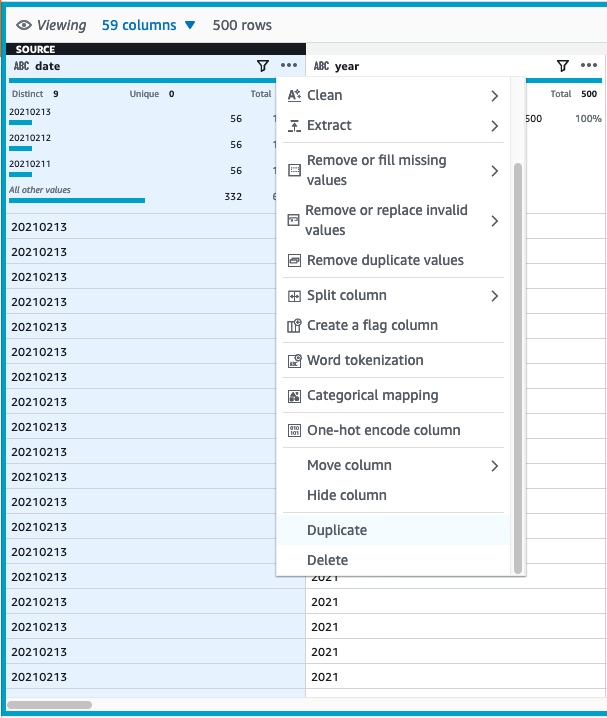 Viewing 59 columns ▼ 500 rows
SOURCE
ABC date ••• ABC year •••
Distinct 9 Unique 0 Total Total 500
20210213 56 1 500 100%
20210212 56 1
20210211 56 1
All other values 332 6
Clean
Extract
Remove or fill missing
values
Remove or replace invalid
values
Remove duplicate values
Split column
Create a flag column
Word tokenization
Categorical mapping
One-hot encode column
Move column
Hide column
Duplicate
Delete
20210213
20210213
20210213
20210213
20210213
20210213
20210213
20210213
20210213
20210213
20210213
20210213
20210213
20210213
20210213 2021
20210213 2021
20210213 2021
20210213 2021
20210213 2021